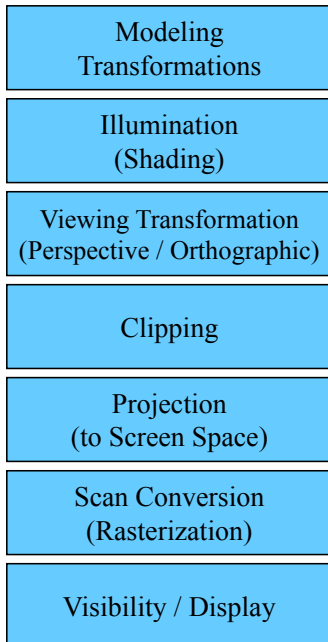 Modeling
Transformations
Illumination
(Shading)
Viewing Transformation
(Perspective / Orthographic)
Clipping
Projection
(to Screen Space)
Scan Conversion
(Rasterization)
Visibility / Display